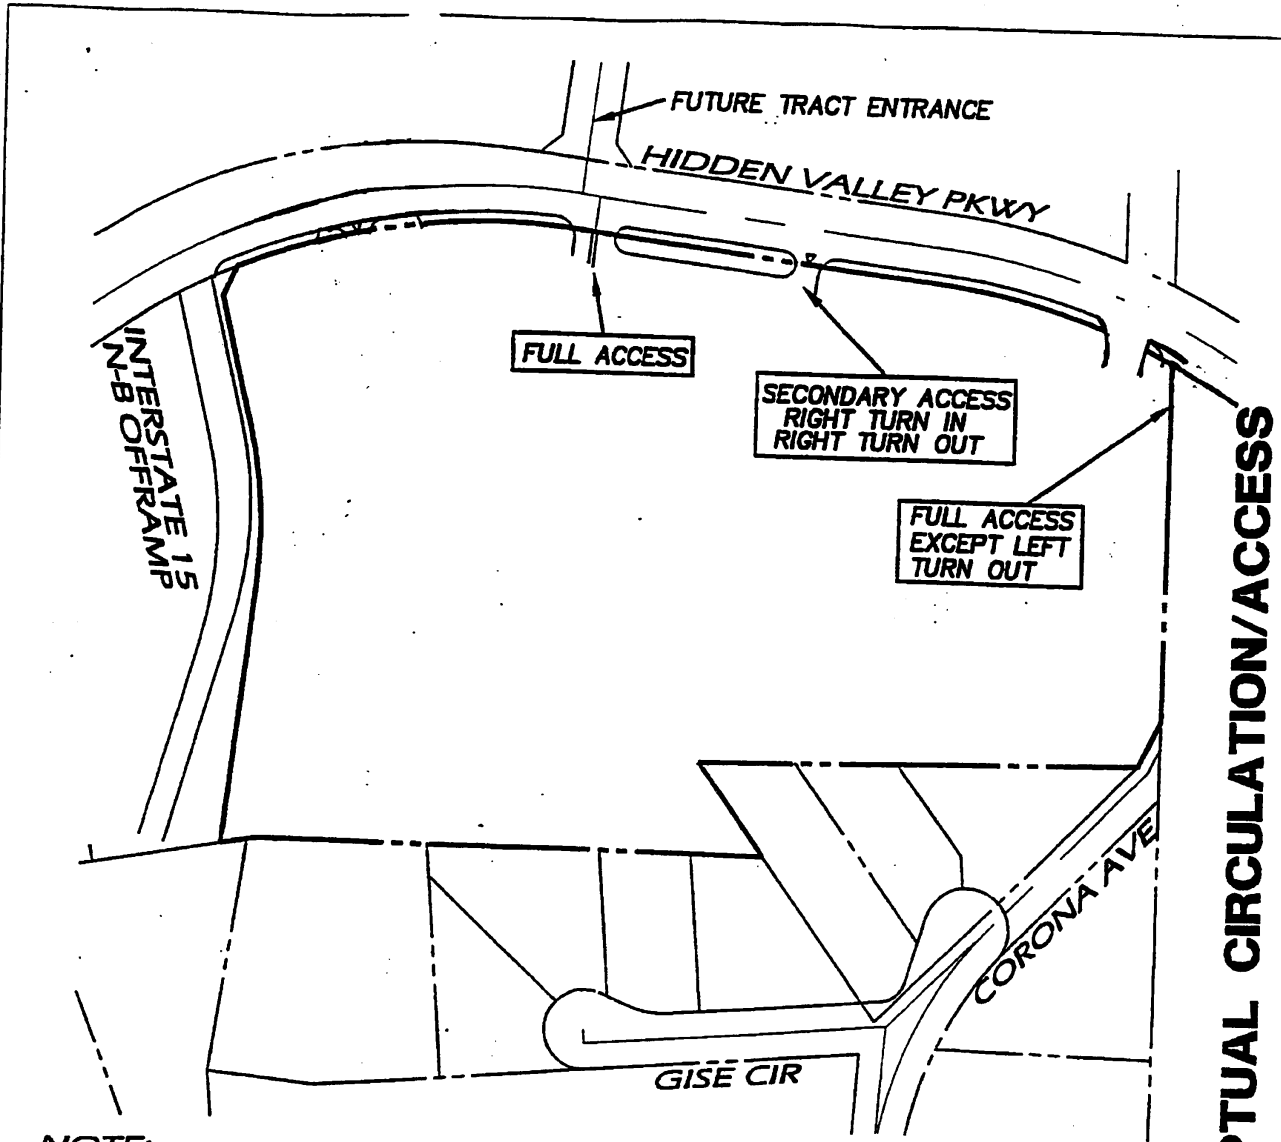 FUTURE TRACT ENTRANCE
HIDDEN VALLEY PKWY
FULL ACCESS
SECONDARY ACCESS
RIGHT TURN IN
RIGHT TURN OUT
INTERSTATE 15
N-B OFFRAMP
FULL ACCESS
EXCEPT LEFT
TURN OUT
CORONA AVE
GISE CIR
CIRCULATION/ACCESS
NOTE: